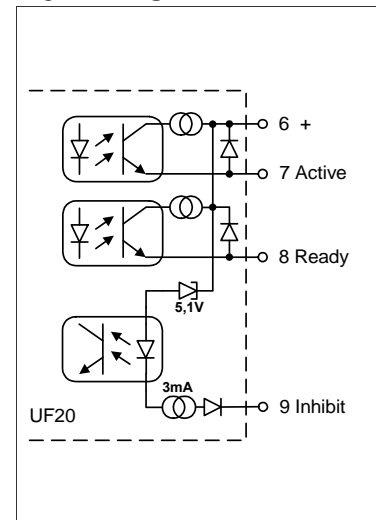 6 +
7 Active
8 Ready
5,1V
3mA
9 Inhibit
UF20